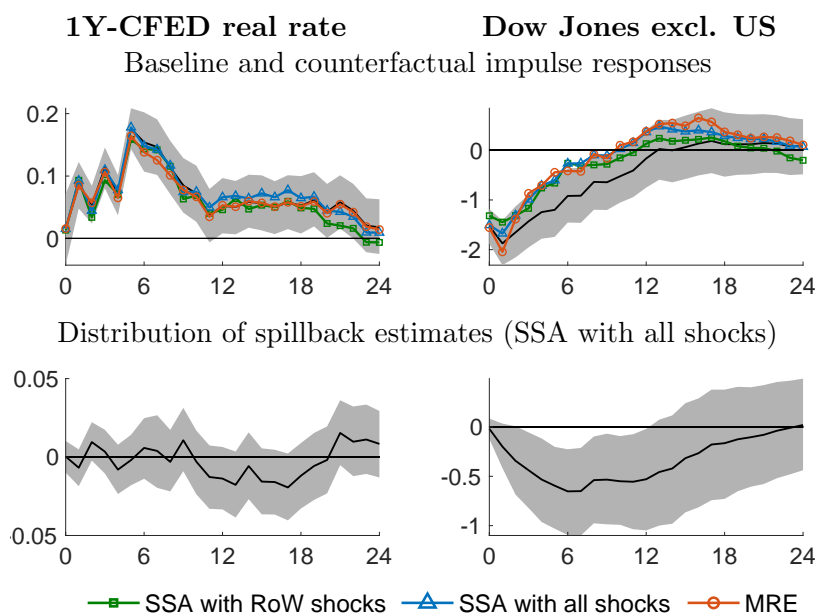 1Y-CFED real rate Dow Jones excl. US
Baseline and counterfactual impulse responses
0.2
0.1
0
0 6 12 18 24
0
-1
-2
0 6 12 18 24
Distribution of spillback estimates (SSA with all shocks)
0.05
0
-0.05
0 6 12 18 24
0
-0.5
-1
0 6 12 18 24
SSA with RoW shocks SSA with all shocks MRE